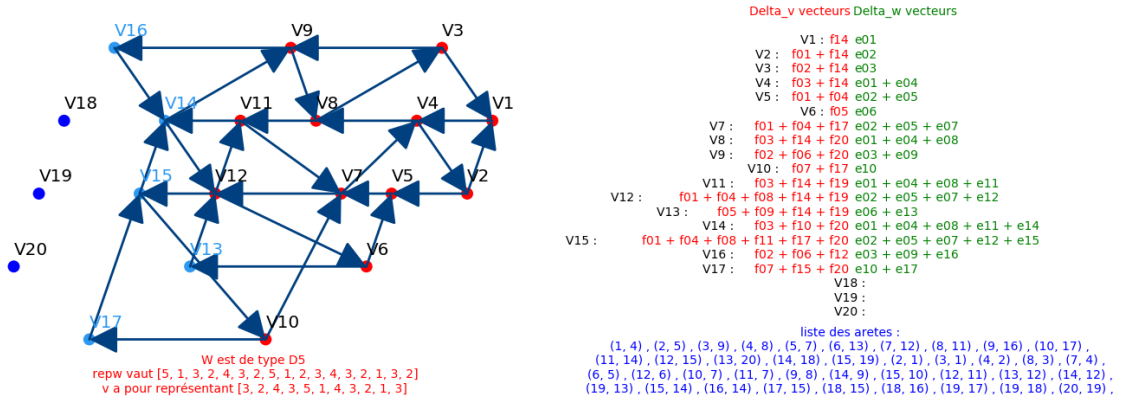 V16
V9
V3
V18
V14
V11
V8
V4
V1
V19
V15
V12
V7
V5
V2
V20
V13
V6
V17
V10
W est de type D5
repw vaut [5, 1, 3, 2, 4, 3, 2, 5, 1, 2, 3, 4, 3, 2, 1, 3, 2]
v a pour représentant [3, 2, 4, 3, 5, 1, 4, 3, 2, 1, 3]
Delta_v vecteurs Delta_w vecteurs
V1 : f14 e01
V2 : f01 + f14 e02
V3 : f02 + f14 e03
V4 : f03 + f14 e01 + e04
V5 : f01 + f04 e02 + e05
V6 : f05 e06
V7 : f01 + f04 + f17 e02 + e05 + e07
V8 : f03 + f14 + f20 e01 + e04 + e08
V9 : f02 + f06 + f20 e03 + e09
V10 : f07 + f17 e10
V11 : f03 + f14 + f19 e01 + e04 + e08 + e11
V12 : f01 + f04 + f08 + f14 + f19 e02 + e05 + e07 + e12
V13 : f05 + f09 + f14 + f19 e06 + e13
V14 : f03 + f10 + f20 e01 + e04 + e08 + e11 + e14
V15 : f01 + f04 + f08 + f11 + f17 + f20 e02 + e05 + e07 + e12 + e15
V16 : f02 + f06 + f12 e03 + e09 + e16
V17 : f07 + f15 + f20 e10 + e17
V18 :
V19 :
V20 :
liste des aretes :
(1, 4) , (2, 5) , (3, 9) , (4, 8) , (5, 7) , (6, 13) , (7, 12) , (8, 11) , (9, 16) , (10, 17) ,
(11, 14) , (12, 15) , (13, 20) , (14, 18) , (15, 19) , (2, 1) , (3, 1) , (4, 2) , (8, 3) , (7, 4) ,
(6, 5) , (12, 6) , (10, 7) , (11, 7) , (9, 8) , (14, 9) , (15, 10) , (12, 11) , (13, 12) , (14, 12) ,
(19, 13) , (15, 14) , (16, 14) , (17, 15) , (18, 15) , (18, 16) , (19, 17) , (19, 18) , (20, 19) ,